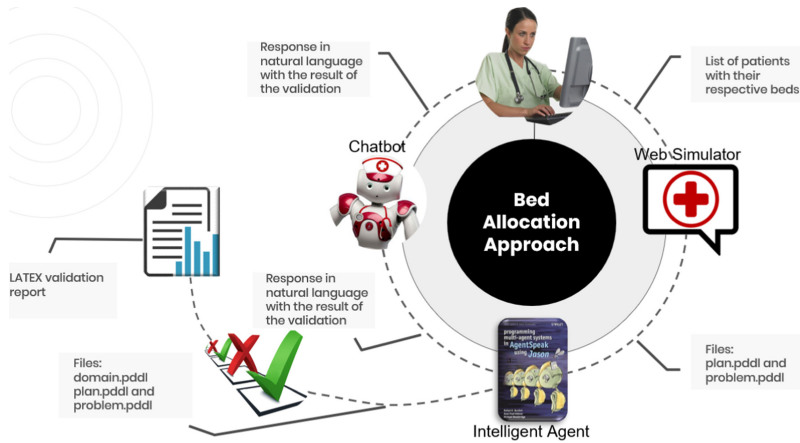 Response in
natural language
with the result of
the validation
List of patients
with their
respective beds
Chatbot
Web Simulator
Bed
Allocation
Approach
LATEX validation
report
Response in
natural language
with the result of
the validation
programming
multi-agent systems
in AgentSpeak
using Jason
Files:
domain.pddl
plan.pddl and
problem.pddl
Files:
plan.pddl and
problem.pddl
Intelligent Agent